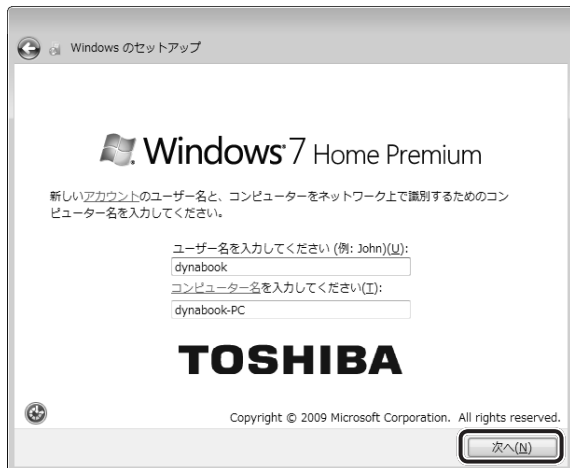 Windows のセットアップ
Windows 7 Home Premium
新しいアカウントのユーザー名と、コンピューターをネットワーク上で識別するためのコン
ピューター名を入力してください。
ユーザー名を入力してください (例: John)(U):
dynabook
コンピューター名を入力してください(T):
dynabook-PC
TOSHIBA
Copyright © 2009 Microsoft Corporation. All rights reserved.
次へ(N)